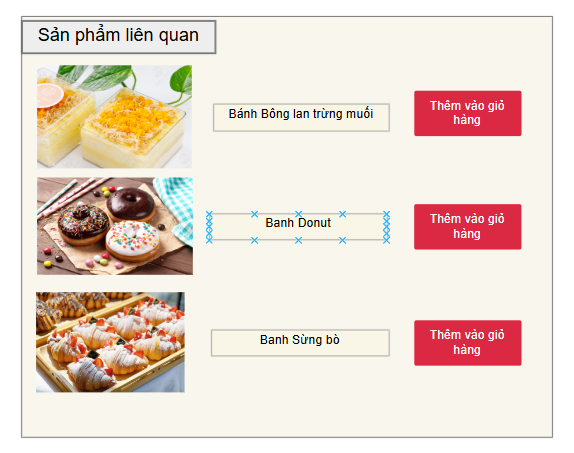 Sản phẩm liên quan
Bánh Bông lan trừng muối
Thêm vào giỏ
hàng
Banh Donut
Thêm vào giỏ
hàng
Banh Sừng bò
Thêm vào giỏ
hàng